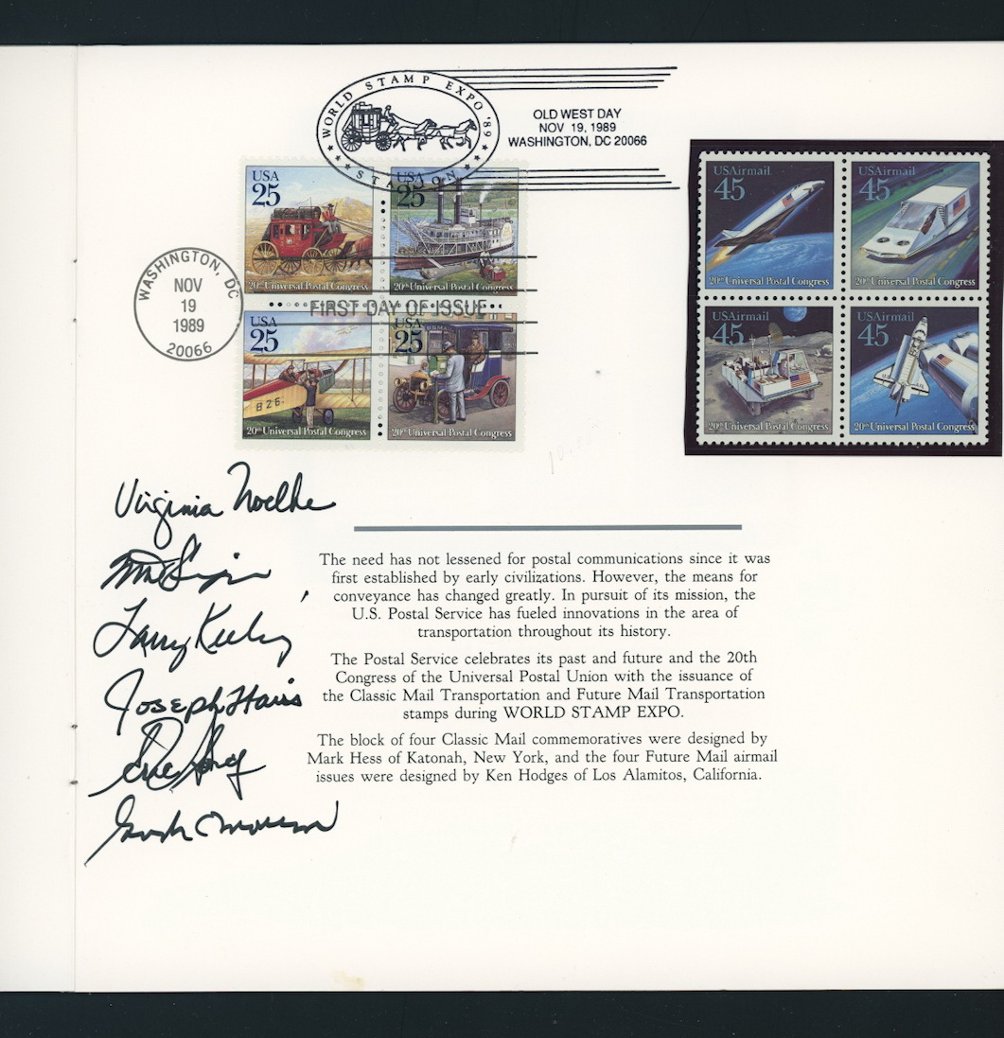 WORLD STAMP EXPO '89
STATION
OLD WEST DAY
NOV 19, 1989
WASHINGTON, DC 20066
USA
25
USA
25
20th Universal Postal Congress
20th Universal Postal Congress
USA
25
USA
25
B26
20th Universal Postal Congress
20th Universal Postal Congress
WASHINGTON, DC
NOV
19
1989
20066
FIRST DAY OF ISSUE
USAirmail
45
USAirmail
45
20th Universal Postal Congress
20th Universal Postal Congress
USAirmail
45
USAirmail
45
20th Universal Postal Congress
20th Universal Postal Congress
Virginia Noelke
Larry
Joseph
The need has not lessened for postal communications since it was
first established by early civilizations. However, the means for
conveyance has changed greatly. In pursuit of its mission, the
U.S. Postal Service has fueled innovations in the area of
transportation throughout its history.
The Postal Service celebrates its past and future and the 20th
Congress of the Universal Postal Union with the issuance of
the Classic Mail Transportation and Future Mail Transportation
stamps during WORLD STAMP EXPO.
The block of four Classic Mail commemoratives were designed by
Mark Hess of Katonah, New York, and the four Future Mail airmail
issues were designed by Ken Hodges of Los Alamitos, California.